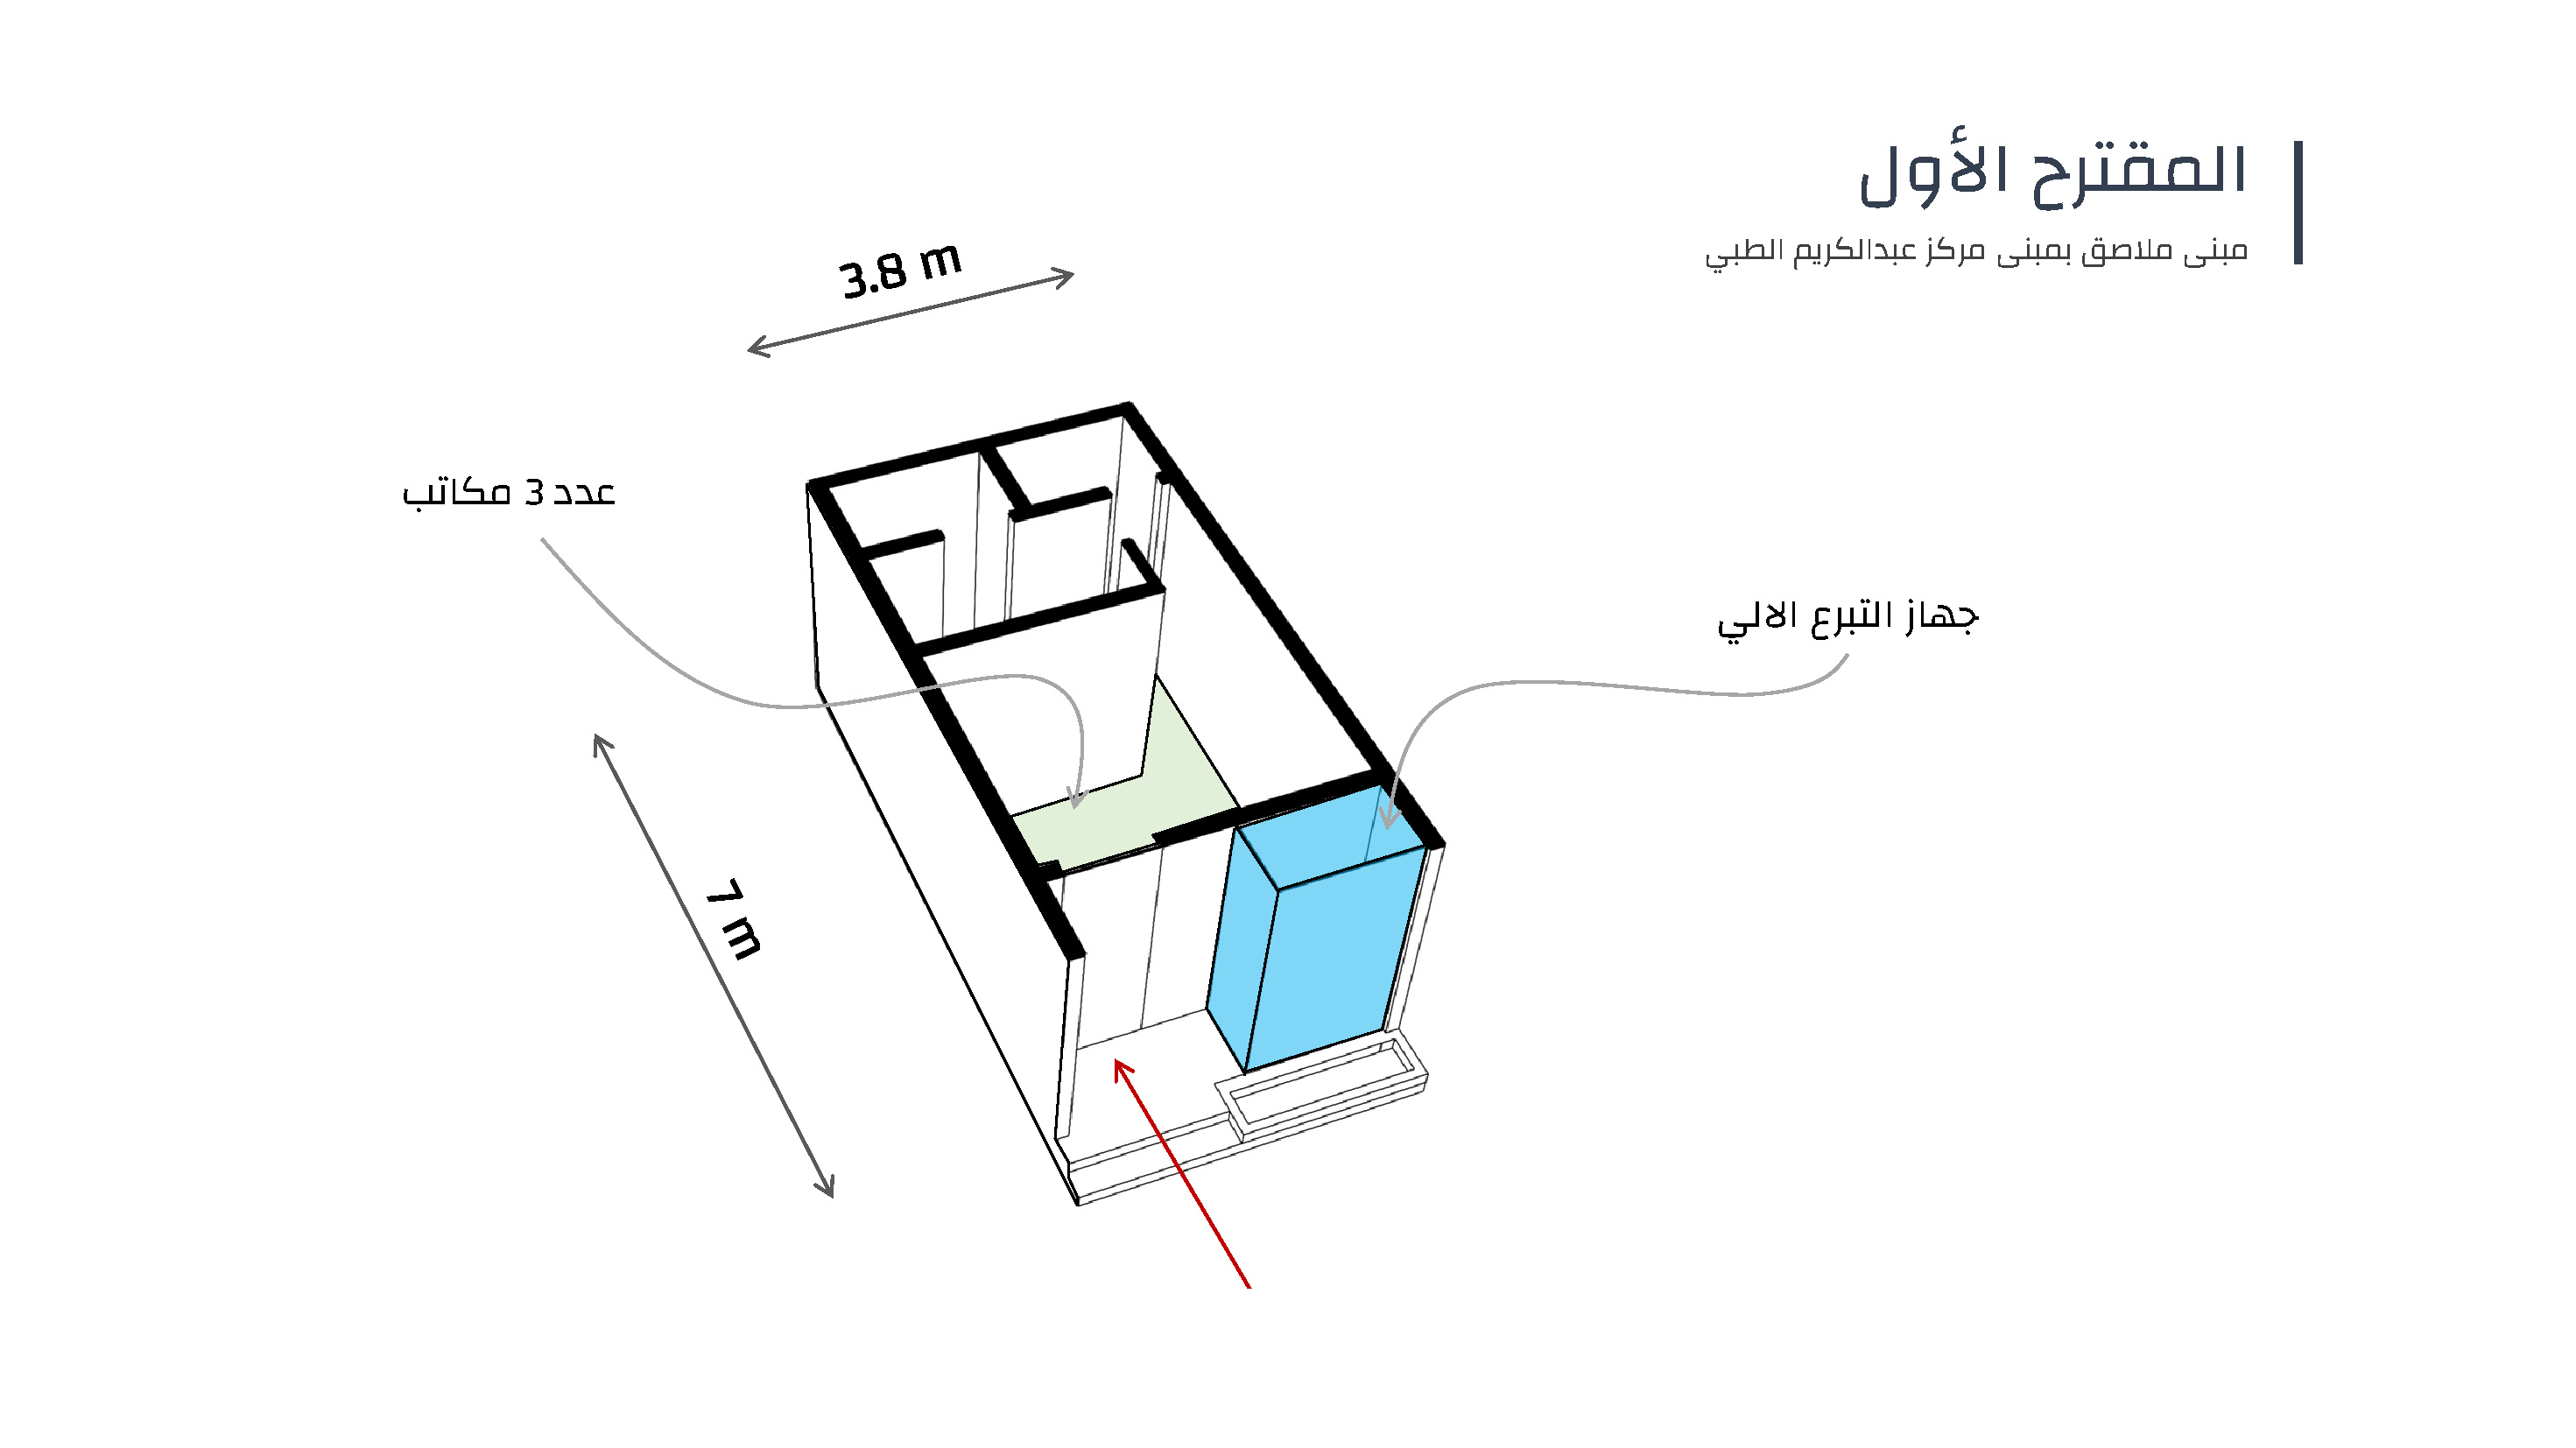 المقترح الأول
مبنى ملاصق بمبنى مركز عبدالكريم الطبي
3.8 m
عدد 3 مكاتب
جهاز التبرع الالي
7 m